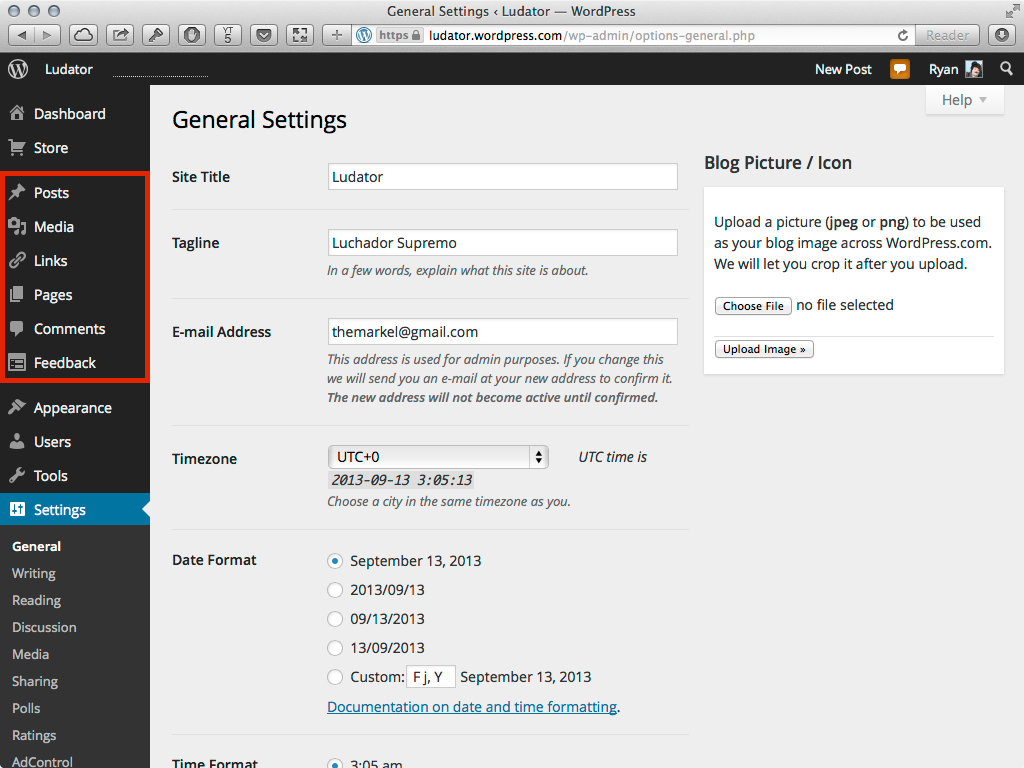 General Settings ‹ Ludator — WordPress
YT 5
https ludator.wordpress.com/wp-admin/options-general.php
Reader
Ludator
New Post
Ryan
Help
Dashboard
Store
Posts
Media
Links
Pages
Comments
Feedback
Appearance
Users
Tools
Settings
General
Writing
Reading
Discussion
Media
Sharing
Polls
Ratings
AdControl
General Settings
Site Title Ludator
Tagline Luchador Supremo
In a few words, explain what this site is about.
E-mail Address themarkel@gmail.com
This address is used for admin purposes. If you change this
we will send you an e-mail at your new address to confirm it.
The new address will not become active until confirmed.
Timezone UTC+0 UTC time is
2013-09-13 3:05:13
Choose a city in the same timezone as you.
Date Format September 13, 2013
2013/09/13
09/13/2013
13/09/2013
Custom: F j, Y September 13, 2013
Documentation on date and time formatting.
Time Format 3:05 am
Blog Picture / Icon
Upload a picture (jpeg or png) to be used
as your blog image across WordPress.com.
We will let you crop it after you upload.
Choose File no file selected
Upload Image »